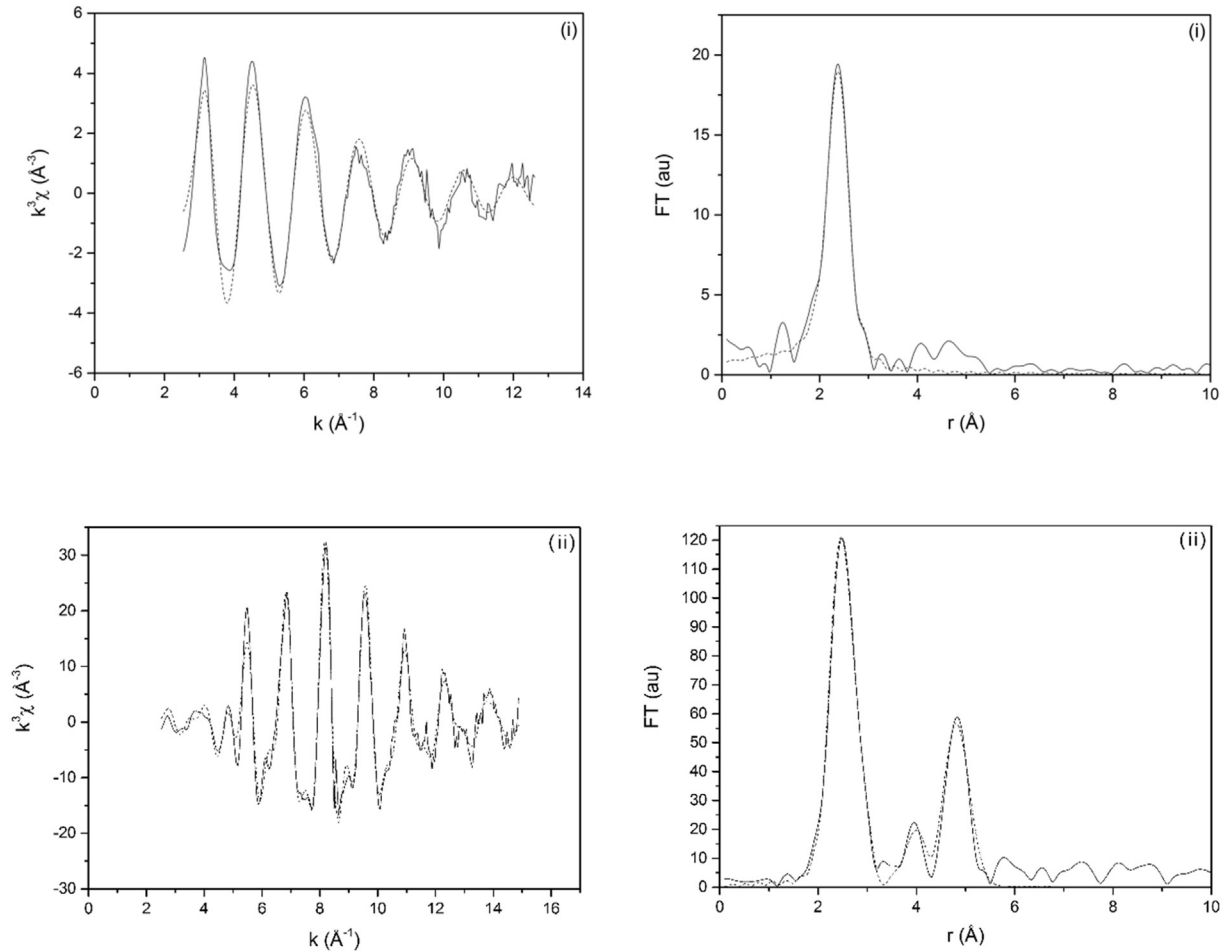 (i)
k³χ (Å⁻³)
6
4
2
0
-2
-4
-6
0 2 4 6 8 10 12 14
k (Å⁻¹)
(i)
FT (au)
20
15
10
5
0
0 2 4 6 8 10
r (Å)
(ii)
k³χ (Å⁻³)
30
20
10
0
-10
-20
-30
0 2 4 6 8 10 12 14 16
k (Å⁻¹)
(ii)
FT (au)
120
110
100
90
80
70
60
50
40
30
20
10
0
0 2 4 6 8 10
r (Å)